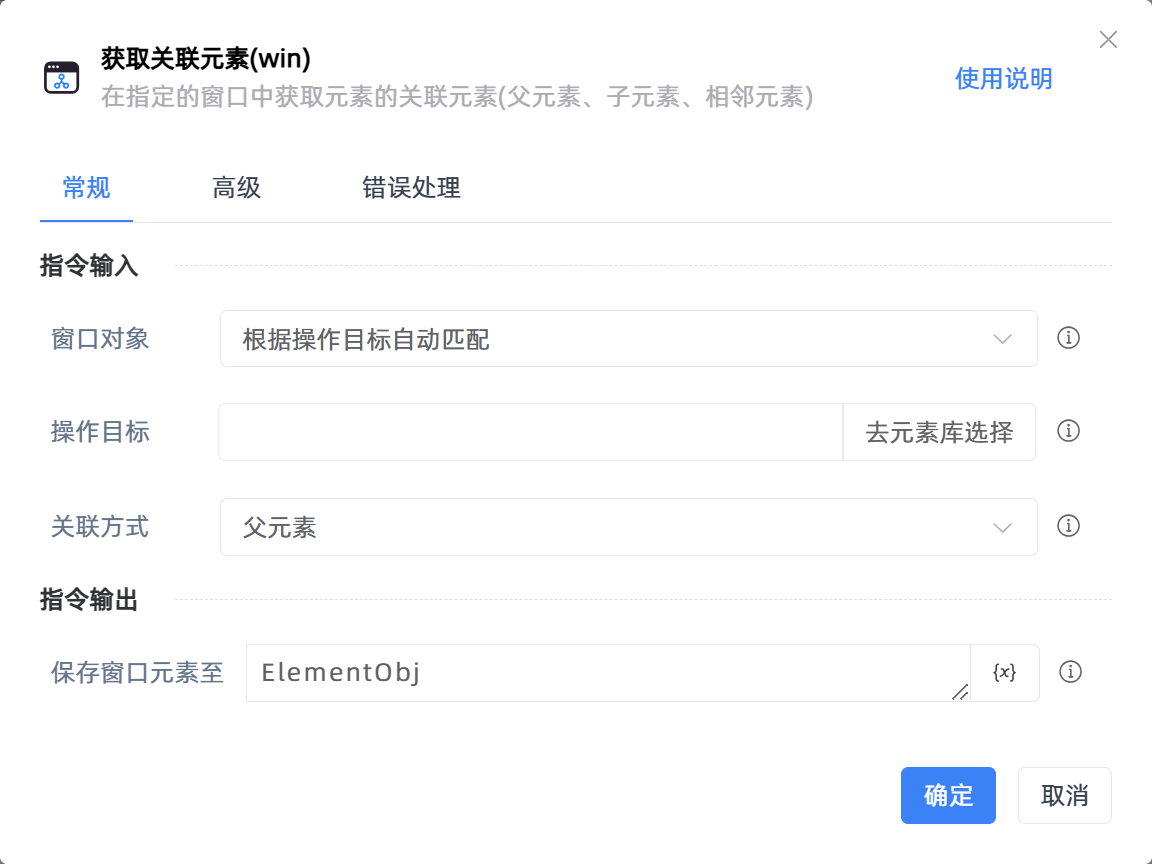 获取关联元素(win)
在指定的窗口中获取元素的关联元素(父元素、子元素、相邻元素)
使用说明
常规 高级 错误处理
指令输入
窗口对象 根据操作目标自动匹配
操作目标 去元素库选择
关联方式 父元素
指令输出
保存窗口元素至 ElementObj {x}
确定 取消